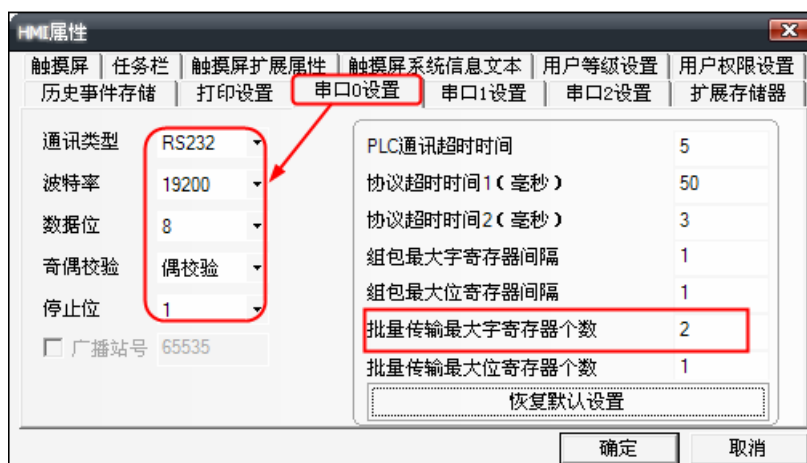 HMI属性
触摸屏 任务栏 触摸屏扩展属性 触摸屏系统信息文本 用户等级设置 用户权限设置
历史事件存储 打印设置 串口0设置 串口1设置 串口2设置 扩展存储器
通讯类型 RS232
波特率 19200
数据位 8
奇偶校验 偶校验
停止位 1
广播站号 65535
PLC通讯超时时间 5
协议超时时间1(毫秒) 50
协议超时时间2(毫秒) 3
组包最大字寄存器间隔 1
组包最大位寄存器间隔 1
批量传输最大字寄存器个数 2
批量传输最大位寄存器个数 1
恢复默认设置
确定 取消